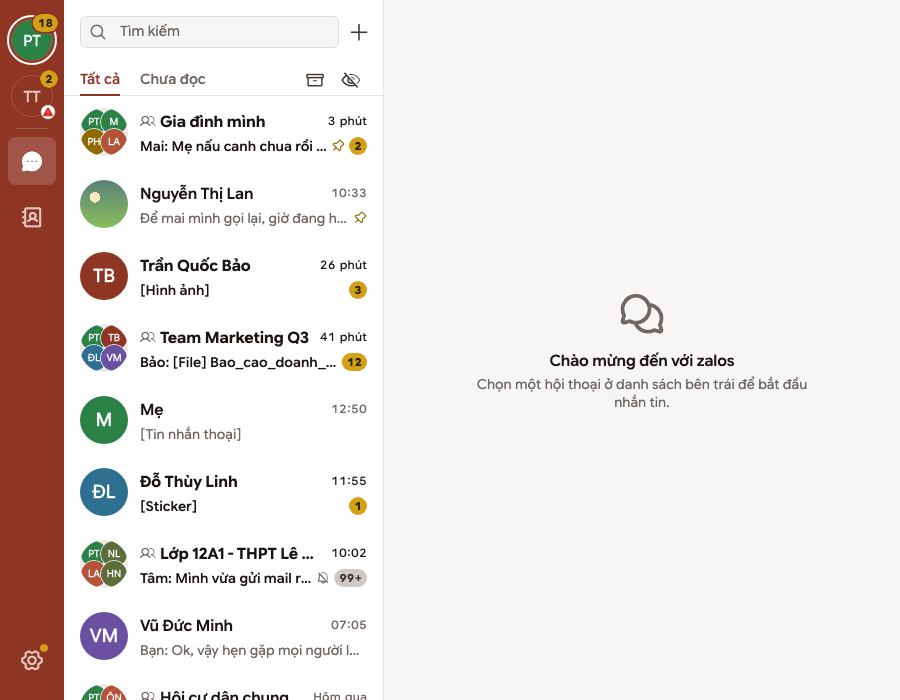 18
PT
2
TT
Tìm kiếm
Tất cả
Chưa đọc
PT M PH LA
Gia đình mình
3 phút
Mai: Mẹ nấu canh chua rồi ...
2
Nguyễn Thị Lan
10:33
Để mai mình gọi lại, giờ đang h...
TB
Trần Quốc Bảo
26 phút
[Hình ảnh]
3
PT TB ĐL VM
Team Marketing Q3
41 phút
Bảo: [File] Bao_cao_doanh_...
12
M
Mẹ
12:50
[Tin nhắn thoại]
ĐL
Đỗ Thùy Linh
11:55
[Sticker]
1
PT NL LA HN
Lớp 12A1 - THPT Lê ...
10:02
Tâm: Mình vừa gửi mail r...
99+
VM
Vũ Đức Minh
07:05
Bạn: Ok, vậy hẹn gặp mọi người l...
PT ÔN
Hội cư dân chung
Hôm qua
Chào mừng đến với zalos
Chọn một hội thoại ở danh sách bên trái để bắt đầu
nhắn tin.